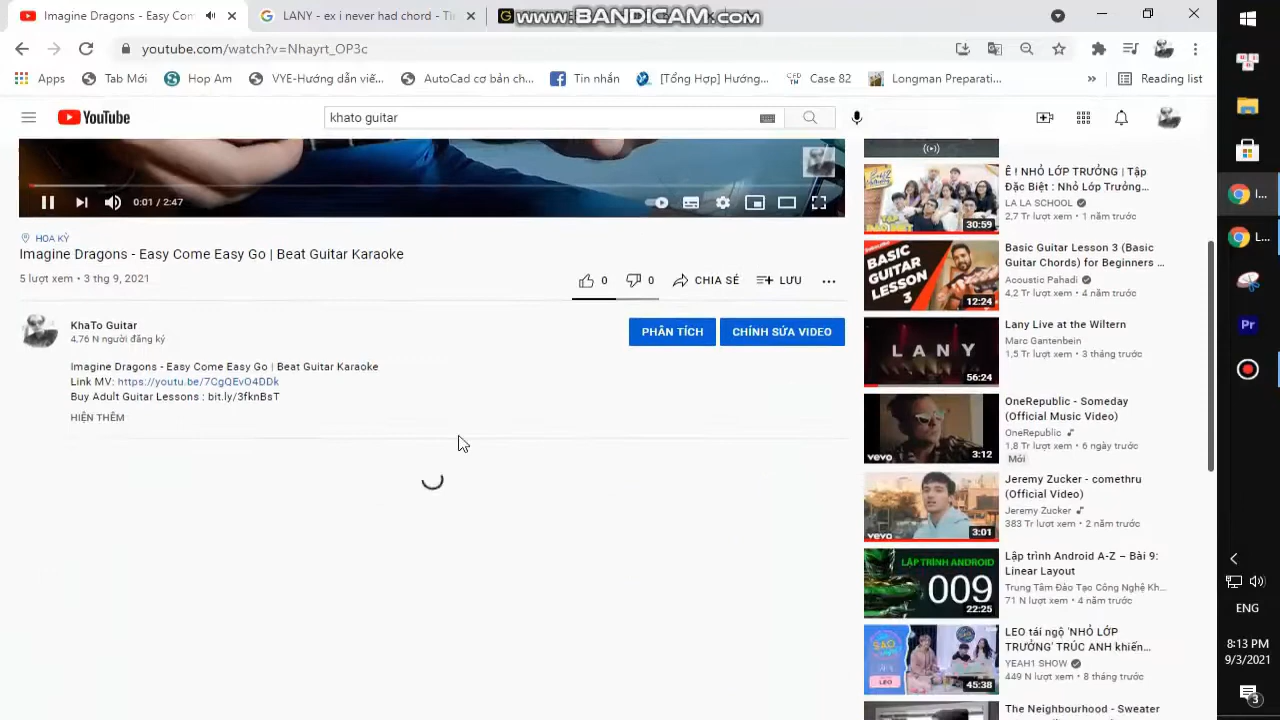 Imagine Dragons - Easy Com
LANY - ex i never had chord - T
WWW.BANDICAM.COM
youtube.com/watch?v=Nhayrt_OP3c
Apps
Tab Mới
Hop Am
VYE-Hướng dẫn viế...
AutoCad cơ bản ch...
Tin nhắn
[Tổng Hợp] Hướng...
Case 82
Longman Preparati...
»
Reading list
YouTube
khato guitar
0:01 / 2:47
HOA KỲ
Imagine Dragons - Easy Come Easy Go | Beat Guitar Karaoke
5 lượt xem • 3 thg 9, 2021
0
0
CHIA SẺ
LƯU
KhaTo Guitar
4,76 N người đăng ký
PHÂN TÍCH
CHỈNH SỬA VIDEO
Imagine Dragons - Easy Come Easy Go | Beat Guitar Karaoke
Link MV: https://youtu.be/7CgQEvO4DDk
Buy Adult Guitar Lessons : bit.ly/3fknBsT
HIỆN THÊM
30:59
Ê ! NHỎ LỚP TRƯỞNG | Tập
Đặc Biệt : Nhỏ Lớp Trưởng...
LA LA SCHOOL
2,7 Tr lượt xem • 1 năm trước
BASIC
GUITAR
LESSON
3
12:24
Basic Guitar Lesson 3 (Basic
Guitar Chords) for Beginners ...
Acoustic Pahadi
4,2 Tr lượt xem • 4 năm trước
LANY
56:24
Lany Live at the Wiltern
Marc Gantenbein
1,5 Tr lượt xem • 3 tháng trước
vevo
3:12
OneRepublic - Someday
(Official Music Video)
OneRepublic
1,8 Tr lượt xem • 6 ngày trước
Mới
vevo
3:01
Jeremy Zucker - comethru
(Official Video)
Jeremy Zucker
383 Tr lượt xem • 2 năm trước
LẬP TRÌNH ANDROID
009
22:25
Lập trình Android A-Z – Bài 9:
Linear Layout
Trung Tâm Đào Tạo Công Nghệ Kh...
71 N lượt xem • 4 năm trước
LEO
45:38
LEO tái ngộ 'NHỎ LỚP
TRƯỞNG' TRÚC ANH khiến...
YEAH1 SHOW
449 N lượt xem • 8 tháng trước
The Neighbourhood - Sweater
I...
L...
Pr
ENG
8:13 PM
9/3/2021
3